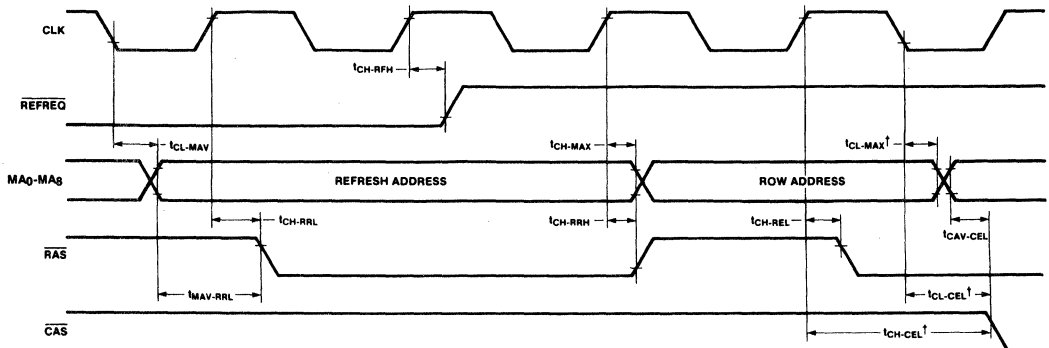 CLK
tCH-RFH
REFREQ
tCL-MAV
tCH-MAX
tCL-MAX†
MA0-MA8
REFRESH ADDRESS
ROW ADDRESS
tCH-RRL
tCH-RRH
tCH-REL
tCAV-CEL
RAS
tMAV-RRL
tCL-CEL†
CAS
tCH-CEL†